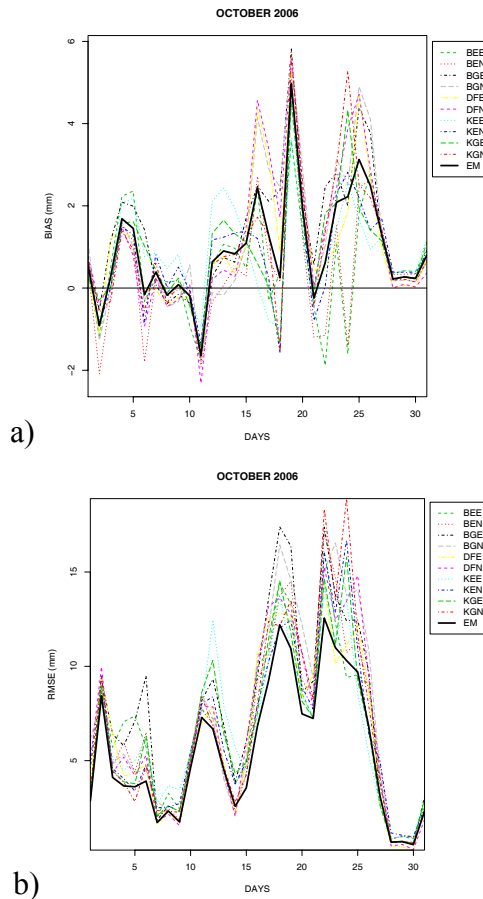 OCTOBER 2006
BIAS (mm)
6
4
2
0
−2
5
10
15
20
25
30
DAYS
BEE
BEN
BGE
BGN
DFE
DFN
KEE
KEN
KGE
KGN
EM
a)
OCTOBER 2006
RMSE (mm)
15
10
5
5
10
15
20
25
30
DAYS
BEE
BEN
BGE
BGN
DFE
DFN
KEE
KEN
KGE
KGN
EM
b)